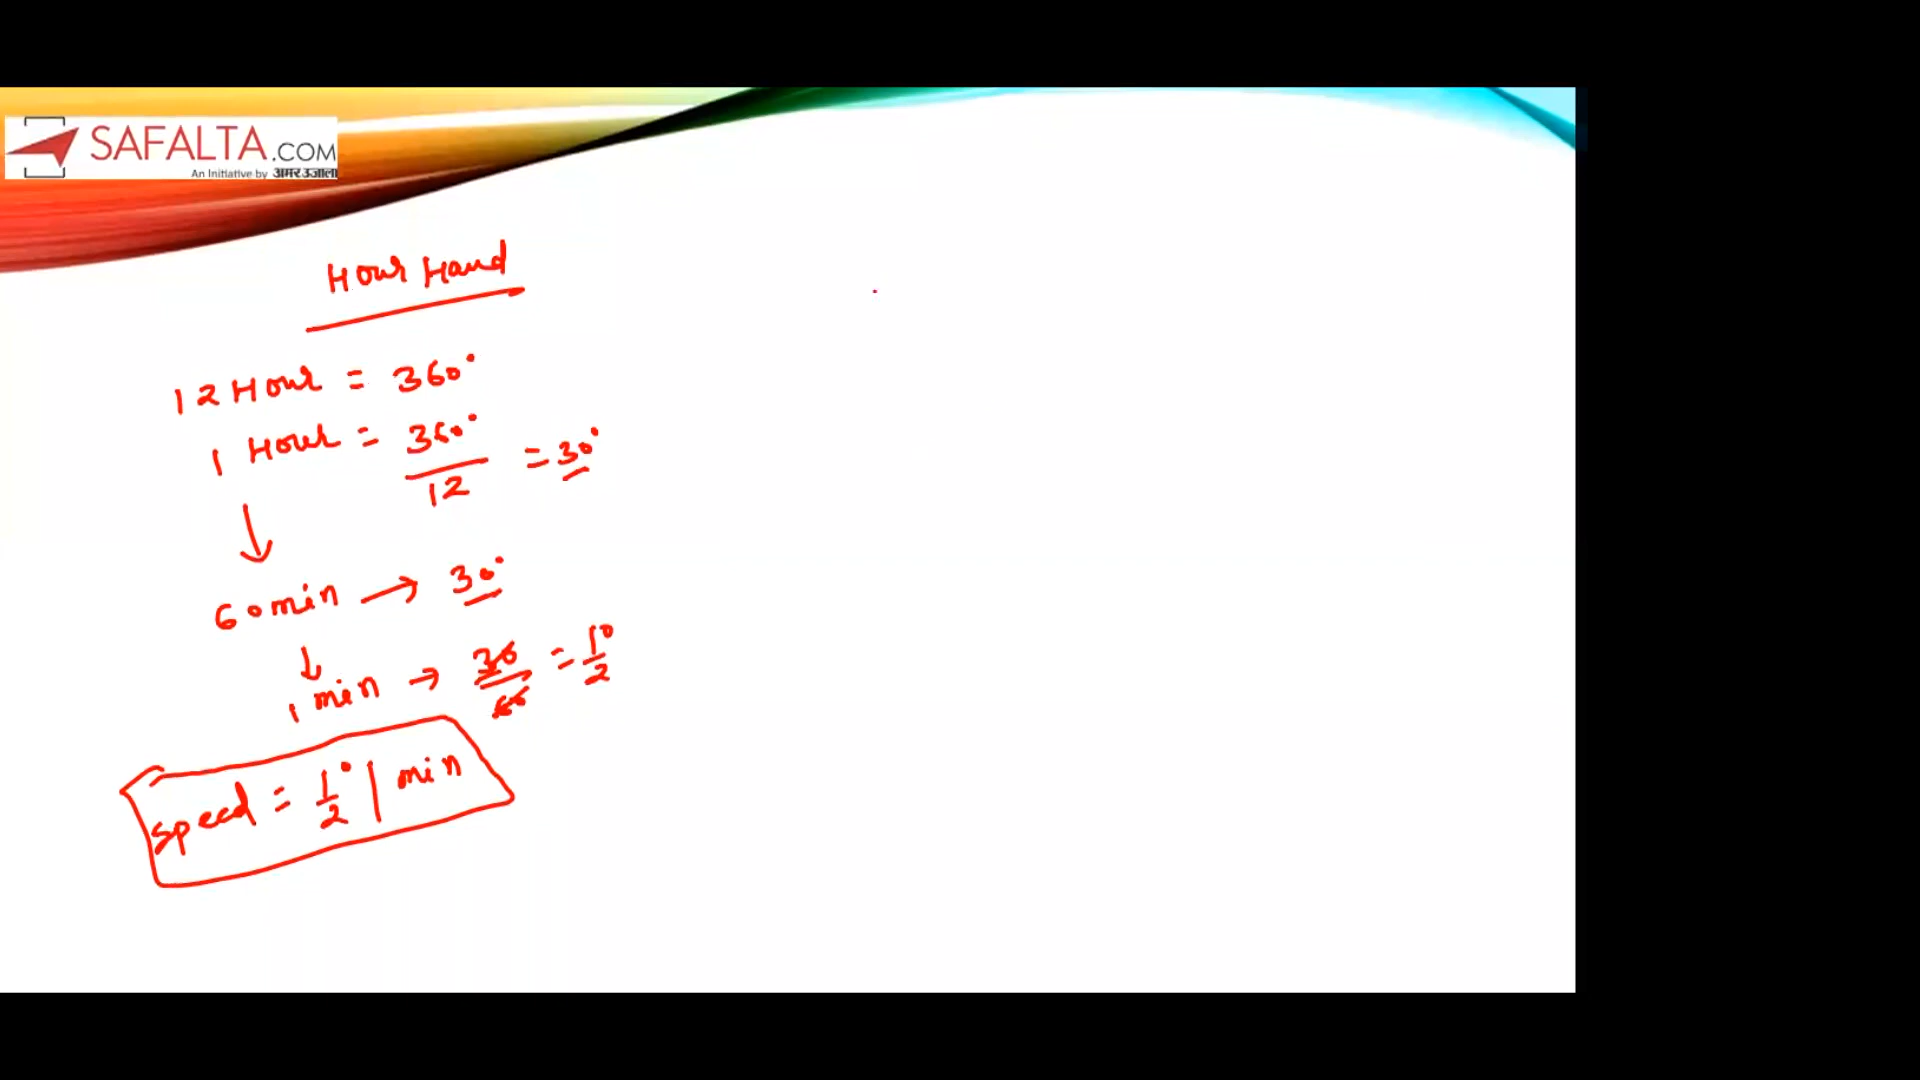 SAFALTA.COM
An Initiative by अमर उजाला
Hour Hand
12 Hour = 360°
1 Hour = 360°/12 = 30°
↓
60 min → 30°
↓
1 min → 30/60 = 1°/2
Speed = 1°/2 | min